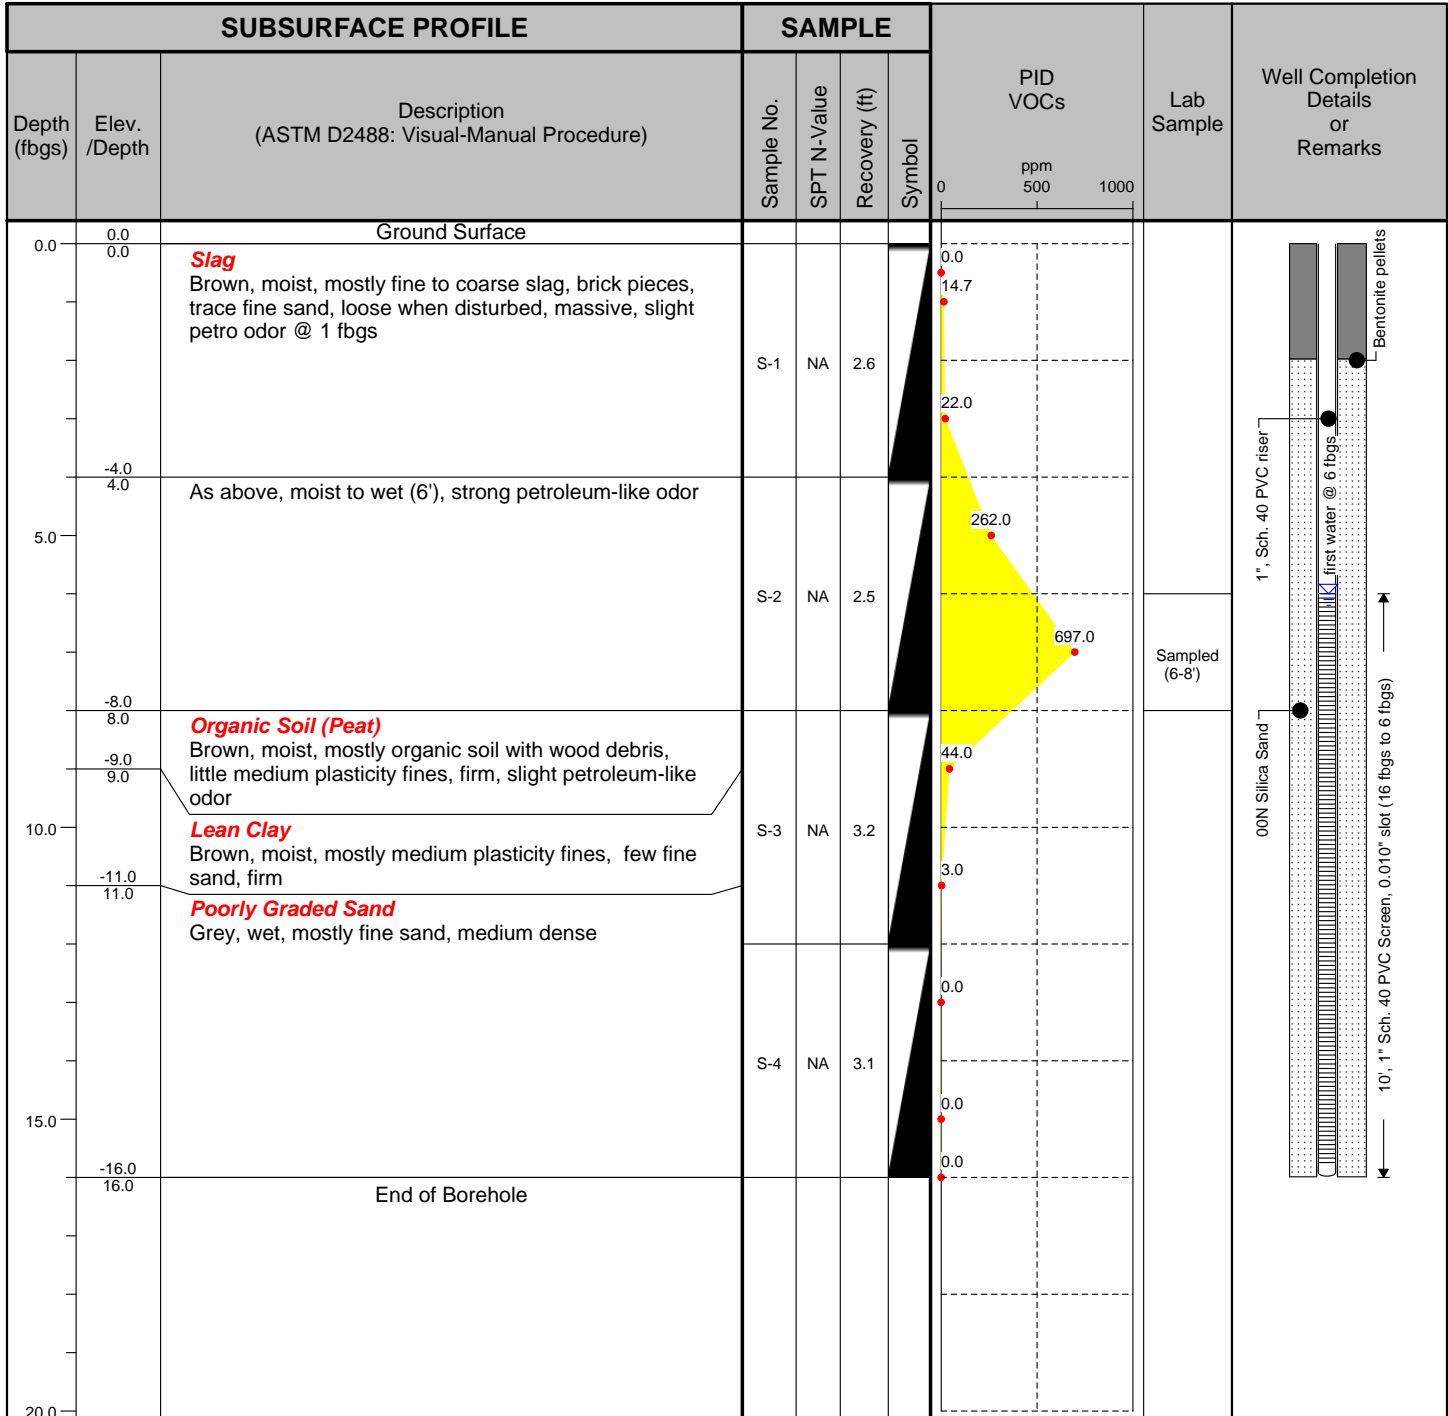 SUBSURFACE PROFILE
SAMPLE
Depth
(fbgs)
Elev.
/Depth
Description
(ASTM D2488: Visual-Manual Procedure)
Sample No.
SPT N-Value
Recovery (ft)
Symbol
PID
VOCs
ppm
0 500 1000
Lab
Sample
Well Completion
Details
or
Remarks
0.0
0.0
0.0
Ground Surface
Slag
Brown, moist, mostly fine to coarse slag, brick pieces,
trace fine sand, loose when disturbed, massive, slight
petro odor @ 1 fbgs
S-1 NA 2.6
0.0
14.7
22.0
-4.0
4.0
As above, moist to wet (6'), strong petroleum-like odor
5.0
S-2 NA 2.5
262.0
697.0
Sampled
(6-8')
-8.0
8.0
Organic Soil (Peat)
Brown, moist, mostly organic soil with wood debris,
little medium plasticity fines, firm, slight petroleum-like
odor
-9.0
9.0
44.0
10.0
Lean Clay
Brown, moist, mostly medium plasticity fines,  few fine
sand, firm
S-3 NA 3.2
-11.0
11.0
3.0
Poorly Graded Sand
Grey, wet, mostly fine sand, medium dense
0.0
S-4 NA 3.1
15.0
0.0
0.0
-16.0
16.0
End of Borehole
20.0
Bentonite pellets
1", Sch. 40 PVC riser
first water @ 6 fbgs
00N Silica Sand
10', 1" Sch. 40 PVC Screen, 0.010" slot (16 fbgs to 6 fbgs)